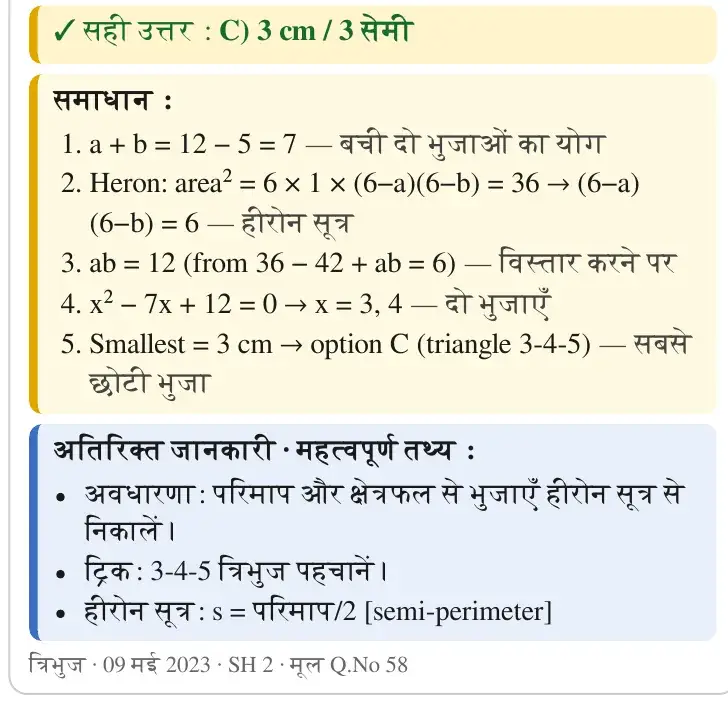 ✓ सही उत्तर : C) 3 cm / 3 सेमी
समाधान :
1. a + b = 12 − 5 = 7 — बची दो भुजाओं का योग
2. Heron: area² = 6 × 1 × (6−a)(6−b) = 36 → (6−a)
(6−b) = 6 — हीरोन सूत्र
3. ab = 12 (from 36 − 42 + ab = 6) — विस्तार करने पर
4. x² − 7x + 12 = 0 → x = 3, 4 — दो भुजाएँ
5. Smallest = 3 cm → option C (triangle 3-4-5) — सबसे
छोटी भुजा
अतिरिक्त जानकारी · महत्वपूर्ण तथ्य :
• अवधारणा : परिमाप और क्षेत्रफल से भुजाएँ हीरोन सूत्र से
निकालें।
• ट्रिक : 3-4-5 त्रिभुज पहचानें।
• हीरोन सूत्र : s = परिमाप/2 [semi-perimeter]
त्रिभुज · 09 मई 2023 · SH 2 · मूल Q.No 58